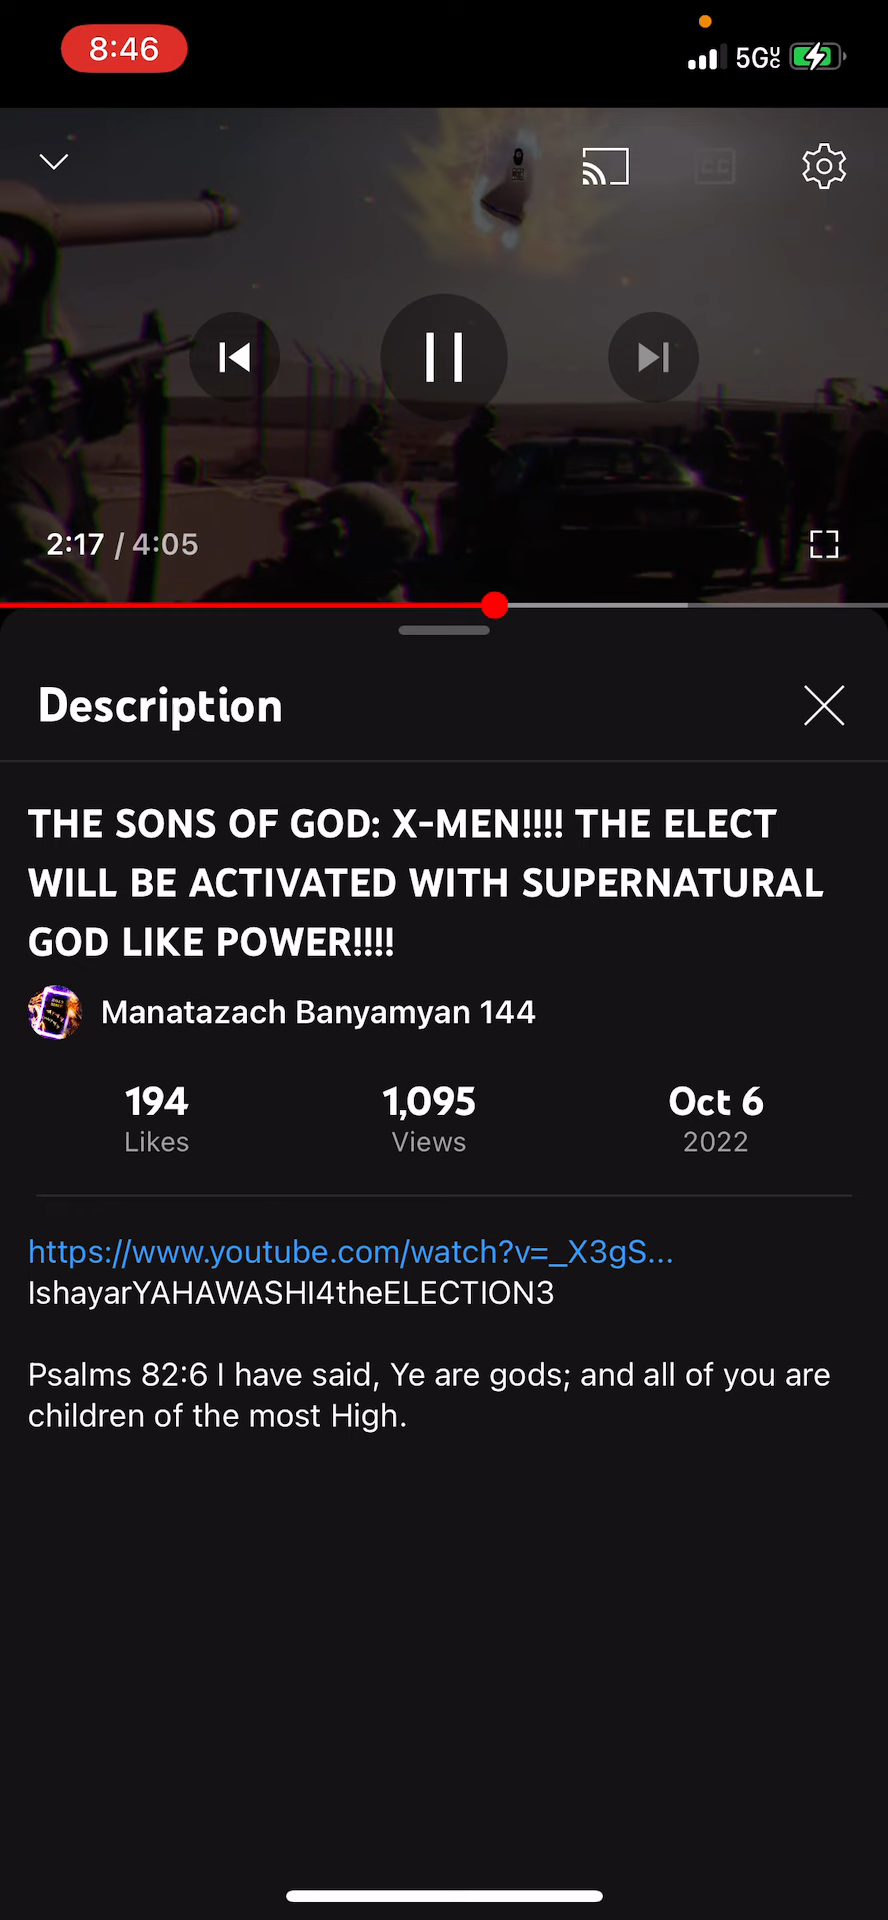 8:46
5GUC
CC
2:17 / 4:05
Description
THE SONS OF GOD: X-MEN!!!! THE ELECT
WILL BE ACTIVATED WITH SUPERNATURAL
GOD LIKE POWER!!!!
Manatazach Banyamyan 144
194
1,095
Oct 6
Likes
Views
2022
https://www.youtube.com/watch?v=_X3gS...
IshayarYAHAWASHI4theELECTION3
Psalms 82:6 I have said, Ye are gods; and all of you are
children of the most High.